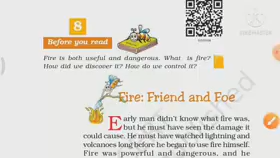 8
Before you read
Fire is both useful and dangerous. What is fire?
How did we discover it? How do we control it?
Fire: Friend and Foe
Early man didn't know what fire was,
but he must have seen the damage it
could cause. He must have watched lightning and
volcanoes long before he began to use fire himself.
Fire was powerful and dangerous, and he